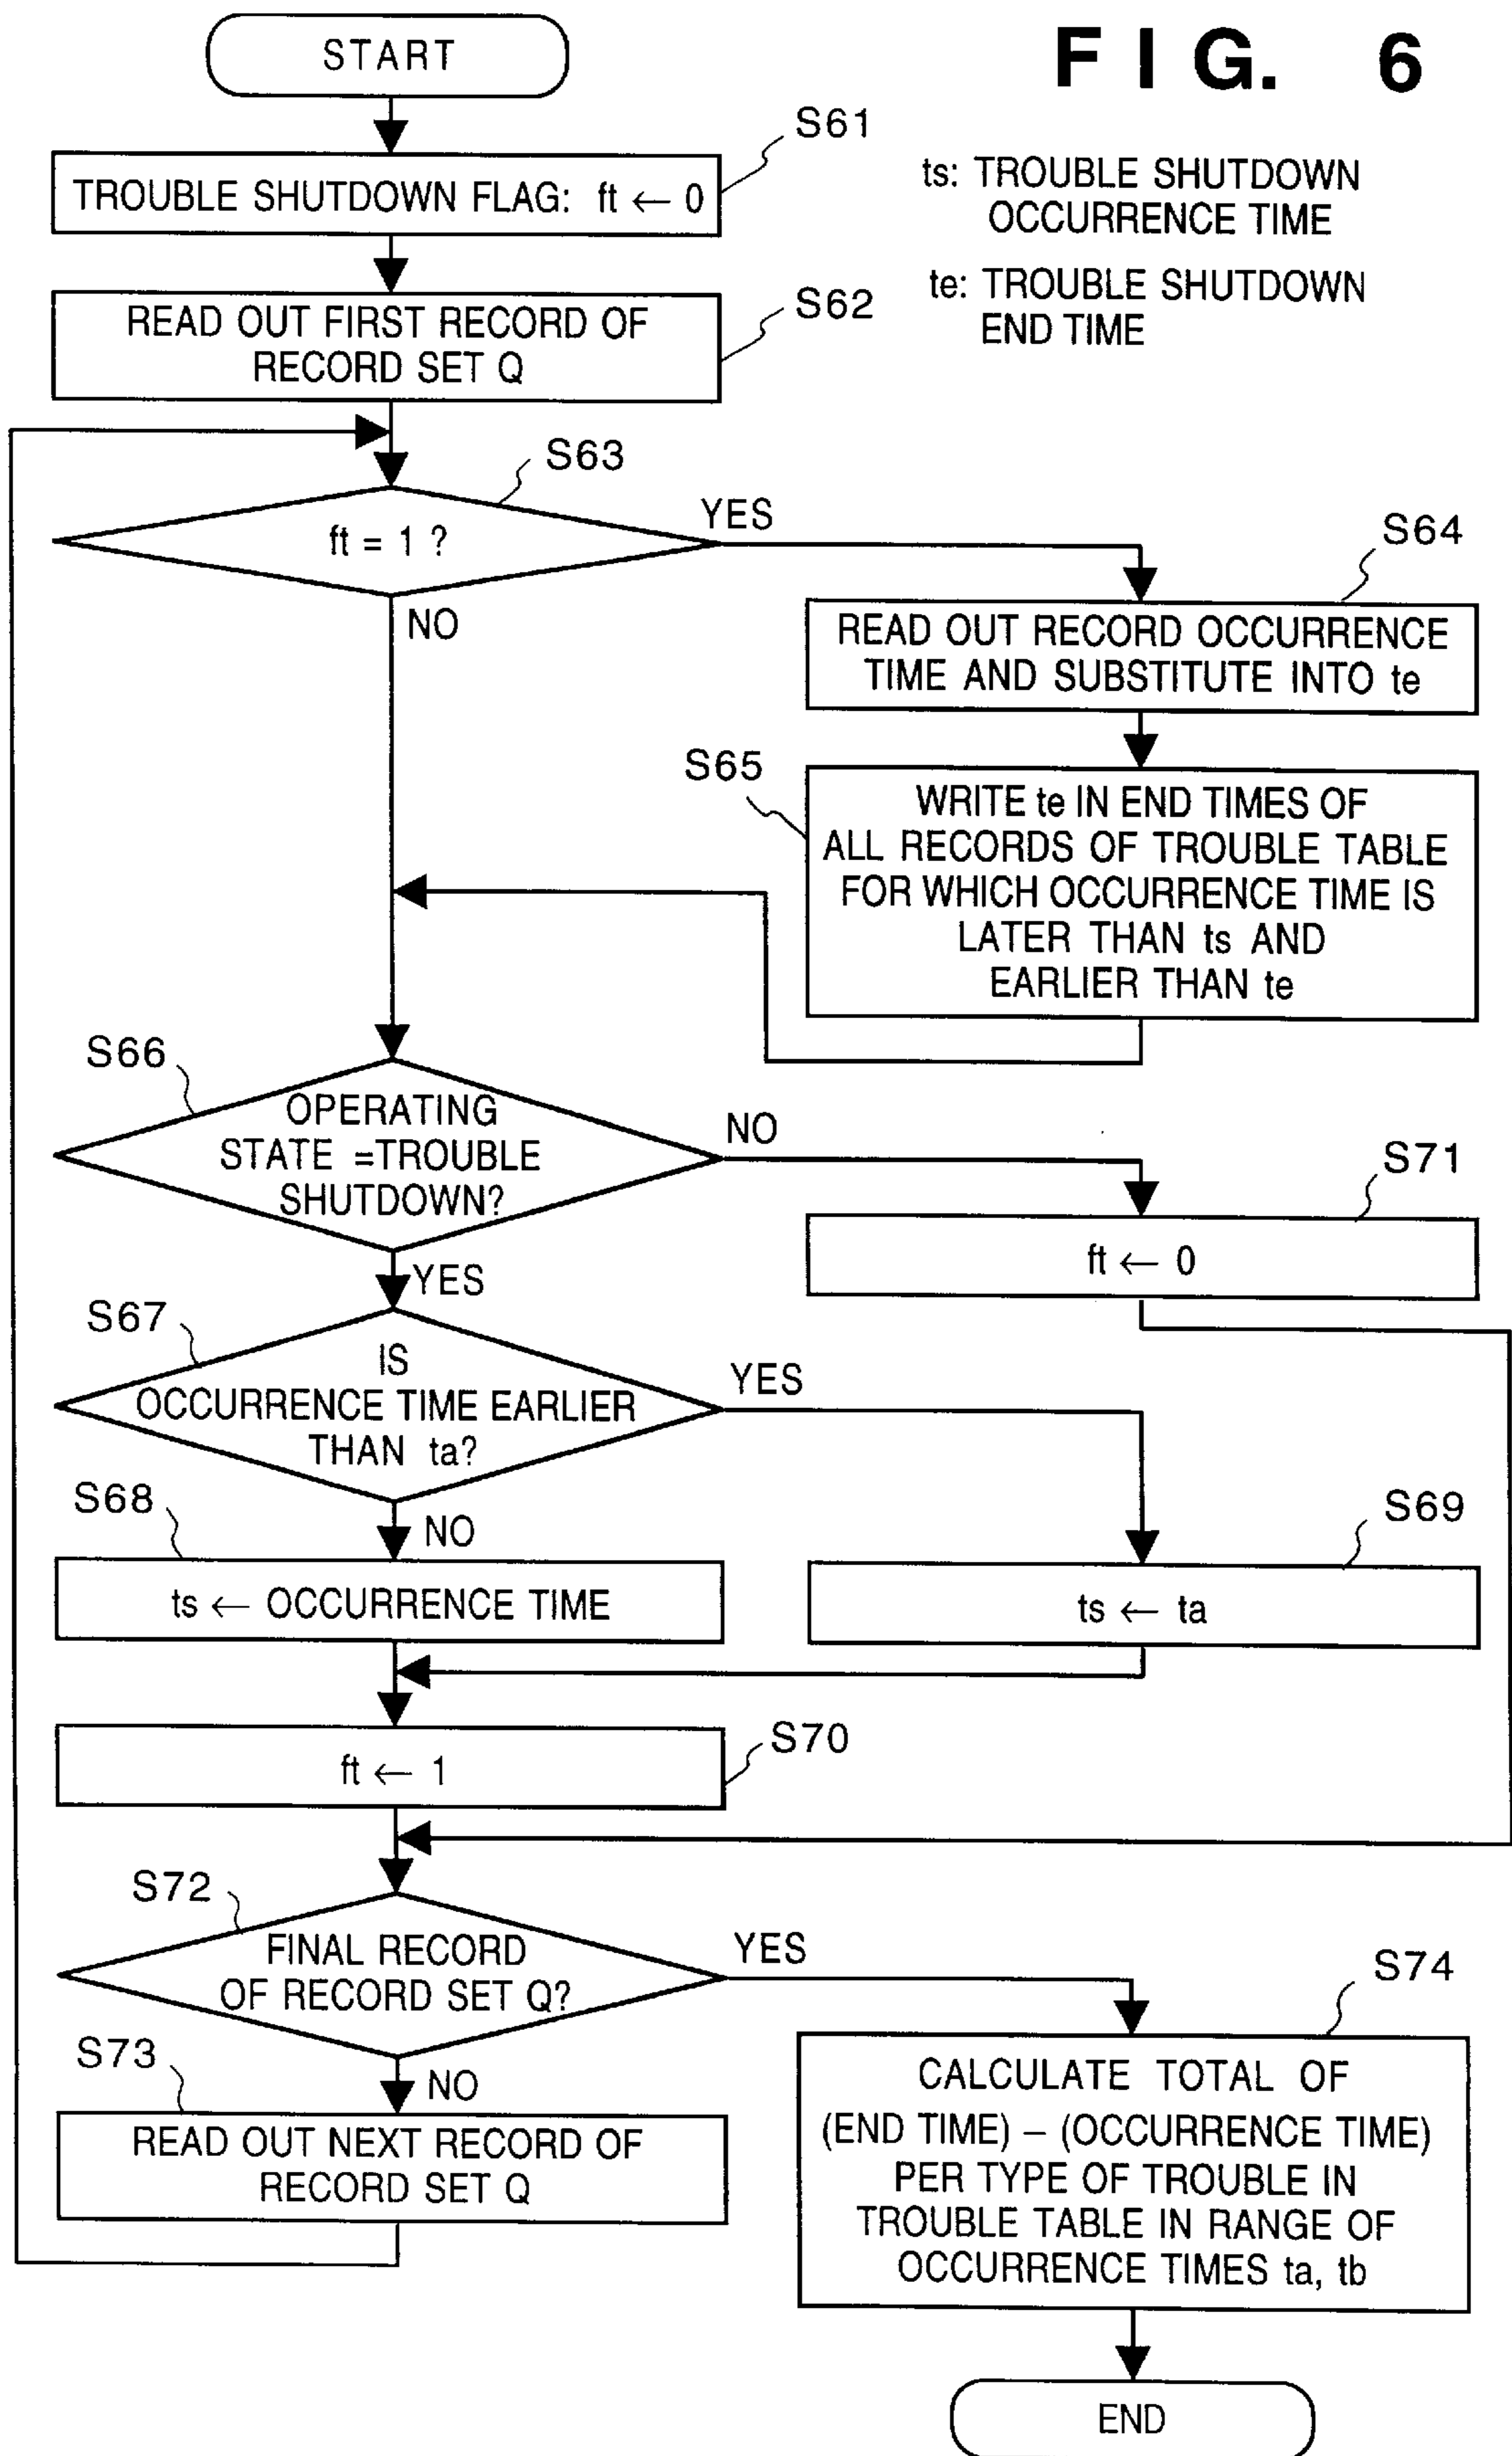 FIG. 6
START
S61
TROUBLE SHUTDOWN FLAG: ft ← 0
ts: TROUBLE SHUTDOWN
OCCURRENCE TIME
te: TROUBLE SHUTDOWN
END TIME
S62
READ OUT FIRST RECORD OF
RECORD SET Q
S63
ft = 1 ?
YES
NO
S64
READ OUT RECORD OCCURRENCE
TIME AND SUBSTITUTE INTO te
S65
WRITE te IN END TIMES OF
ALL RECORDS OF TROUBLE TABLE
FOR WHICH OCCURRENCE TIME IS
LATER THAN ts AND
EARLIER THAN te
S66
OPERATING
STATE =TROUBLE
SHUTDOWN?
NO
YES
S71
ft ← 0
S67
IS
OCCURRENCE TIME EARLIER
THAN ta?
YES
NO
S68
ts ← OCCURRENCE TIME
S69
ts ← ta
S70
ft ← 1
S72
FINAL RECORD
OF RECORD SET Q?
YES
NO
S73
READ OUT NEXT RECORD OF
RECORD SET Q
S74
CALCULATE TOTAL OF
(END TIME) – (OCCURRENCE TIME)
PER TYPE OF TROUBLE IN
TROUBLE TABLE IN RANGE OF
OCCURRENCE TIMES ta, tb
END